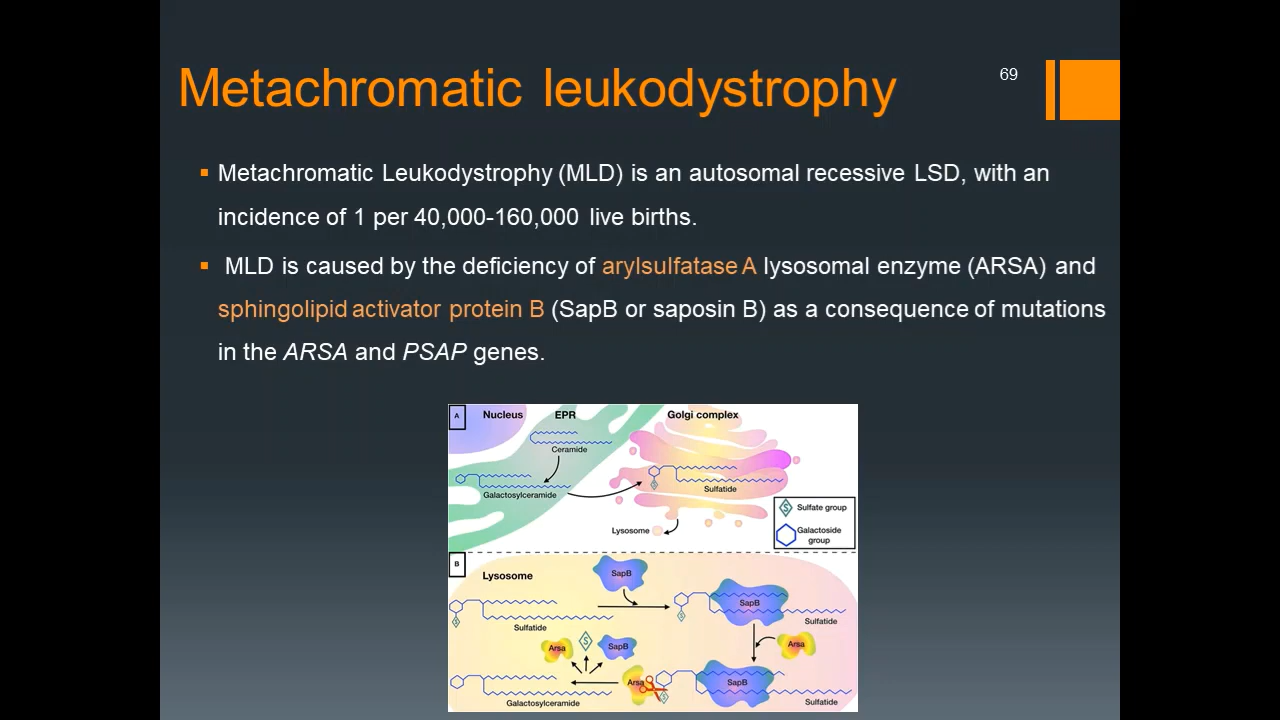 Metachromatic leukodystrophy
69
Metachromatic Leukodystrophy (MLD) is an autosomal recessive LSD, with an
incidence of 1 per 40,000-160,000 live births.
MLD is caused by the deficiency of arylsulfatase A lysosomal enzyme (ARSA) and
sphingolipid activator protein B (SapB or saposin B) as a consequence of mutations
in the ARSA and PSAP genes.
A
Nucleus
EPR
Golgi complex
Ceramide
Galactosylceramide
S
Sulfatide
Lysosome
S Sulfate group
Galactoside
group
B
Lysosome
SapB
S
Sulfatide
S
SapB
Sulfatide
Arsa
S
SapB
Arsa
Galactosylceramide
Arsa
S
SapB
Sulfatide